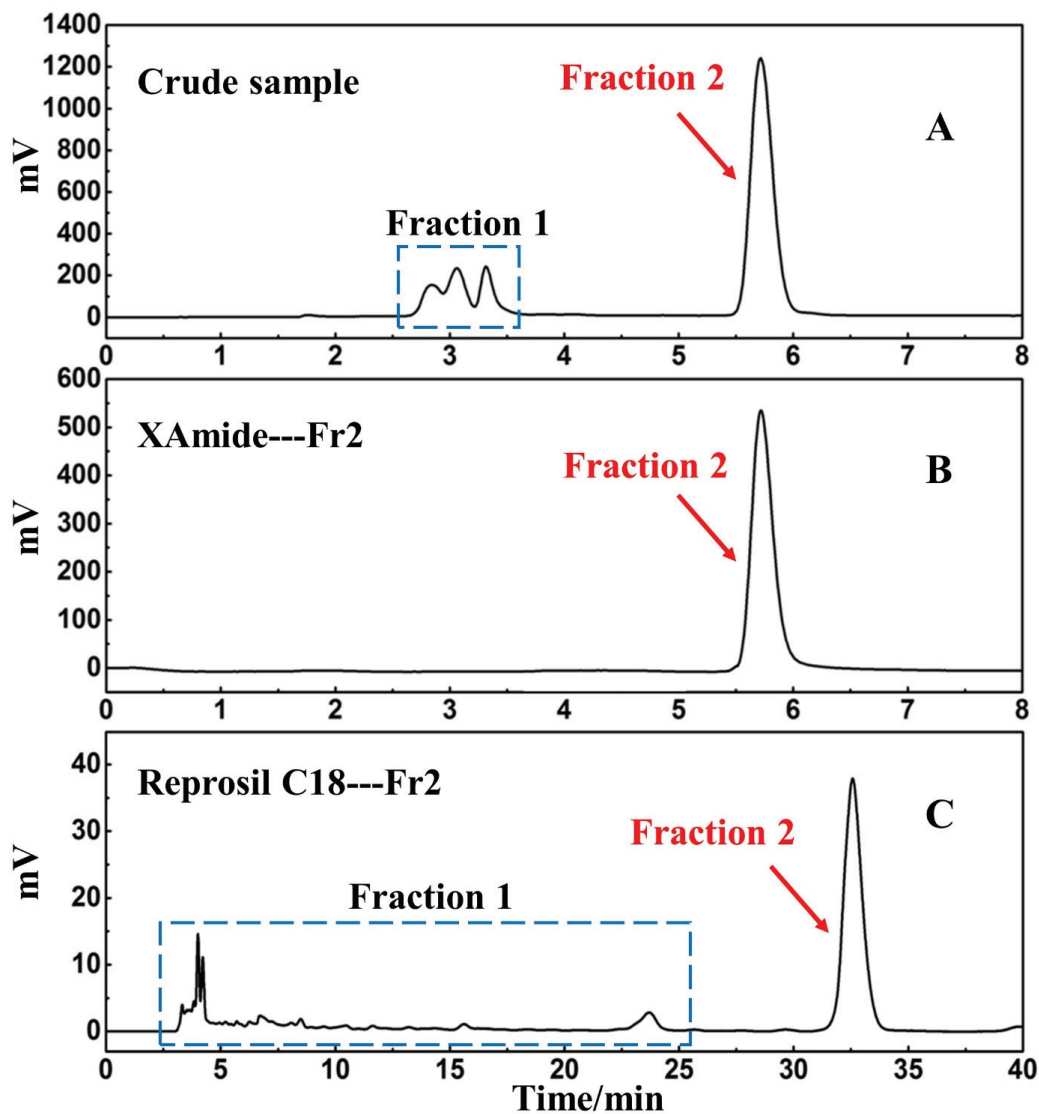 1400
1200
1000
800
600
400
200
0
mV
Crude sample
Fraction 2
A
Fraction 1
0 1 2 3 4 5 6 7 8
600
500
400
300
200
100
0
mV
XAmide---Fr2
Fraction 2
B
0 1 2 3 4 5 6 7 8
40
30
20
10
0
mV
Reprosil C18---Fr2
Fraction 2
C
Fraction 1
0 5 10 15 20 25 30 35 40
Time/min